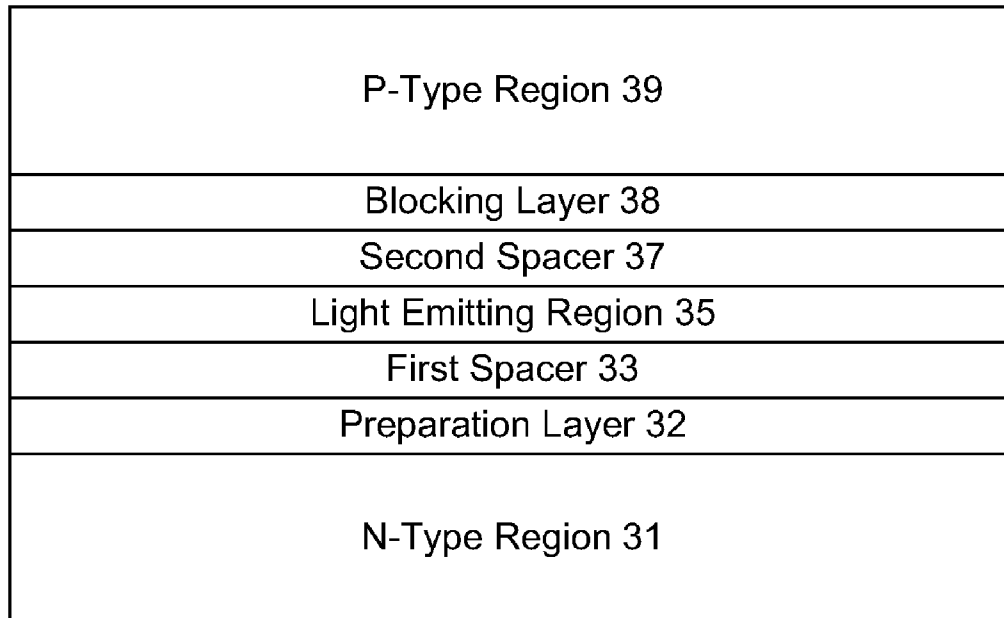 P-Type Region 39
Blocking Layer 38
Second Spacer 37
Light Emitting Region 35
First Spacer 33
Preparation Layer 32
N-Type Region 31